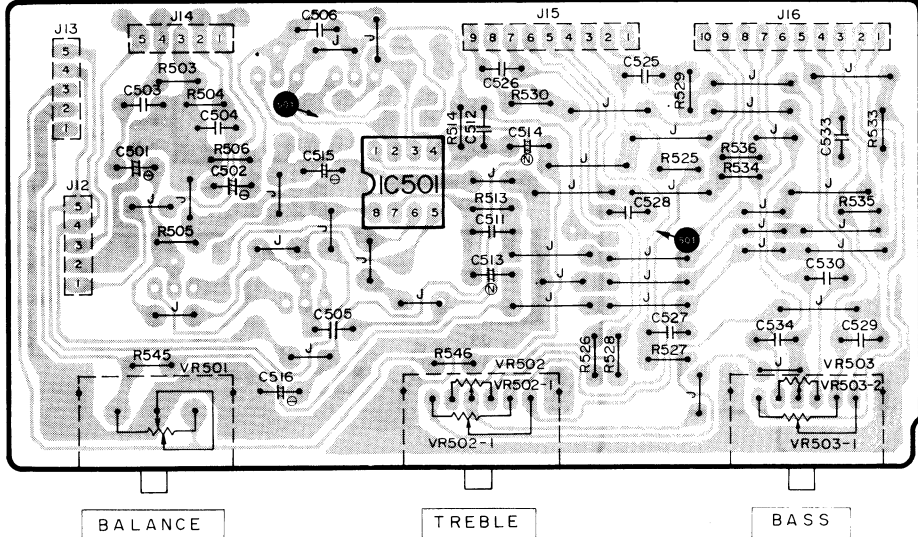 C506
J13
J14
J15
J16
5 4 3 2 1
9 8 7 6 5 4 3 2 1
10 9 8 7 6 5 4 3 2 1
5
4
3
2
1
J
J
R503
C503
R504
C504
C526
R530
C525
R529
J
J
J
J
501
R514
C512
C514
J
J
C533
R533
C501
R506
C502
C515
1 2 3 4
IC501
8 7 6 5
J
R525
R536
R534
J12
5
4
3
2
1
J
J
J
J
R505
J
J
J
R513
C511
C513
J
J
J
C528
501
J
J
J
J
R535
J
J
C530
J
J
J
J
J
J
C505
J
J
R545
VR501
C516
R546
VR502
VR502-1
VR502-1
R526
R528
C527
R527
J
C534
C529
J
VR503
VR503-2
VR503-1
BALANCE
TREBLE
BASS